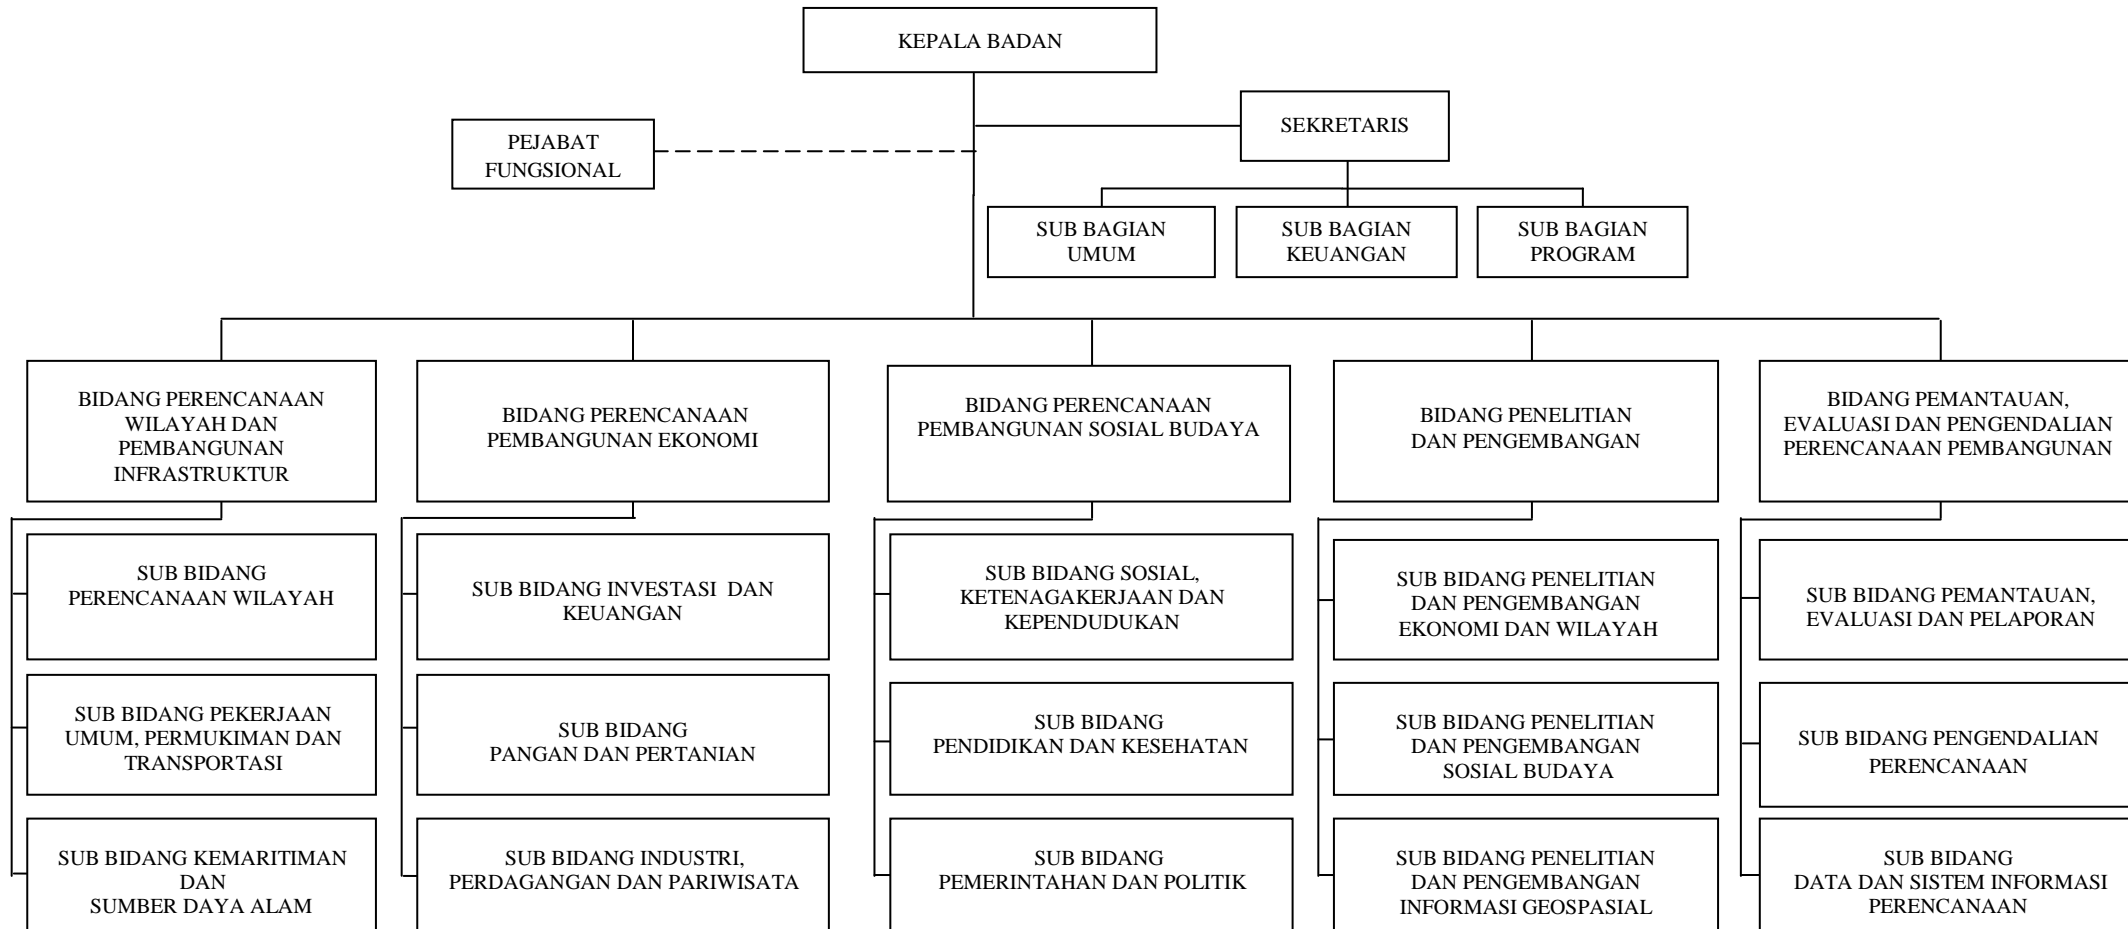 KEPALA BADAN
SEKRETARIS
PEJABAT
FUNGSIONAL
SUB BAGIAN
UMUM
SUB BAGIAN
KEUANGAN
SUB BAGIAN
PROGRAM
BIDANG PERENCANAAN
WILAYAH DAN
PEMBANGUNAN
INFRASTRUKTUR
BIDANG PERENCANAAN
PEMBANGUNAN EKONOMI
BIDANG PERENCANAAN
PEMBANGUNAN SOSIAL BUDAYA
BIDANG PENELITIAN
DAN PENGEMBANGAN
BIDANG PEMANTAUAN,
EVALUASI DAN PENGENDALIAN
PERENCANAAN PEMBANGUNAN
SUB BIDANG
PERENCANAAN WILAYAH
SUB BIDANG INVESTASI DAN
KEUANGAN
SUB BIDANG SOSIAL,
KETENAGAKERJAAN DAN
KEPENDUDUKAN
SUB BIDANG PENELITIAN
DAN PENGEMBANGAN
EKONOMI DAN WILAYAH
SUB BIDANG PEMANTAUAN,
EVALUASI DAN PELAPORAN
SUB BIDANG PEKERJAAN
UMUM, PERMUKIMAN DAN
TRANSPORTASI
SUB BIDANG
PANGAN DAN PERTANIAN
SUB BIDANG
PENDIDIKAN DAN KESEHATAN
SUB BIDANG PENELITIAN
DAN PENGEMBANGAN
SOSIAL BUDAYA
SUB BIDANG PENGENDALIAN
PERENCANAAN
SUB BIDANG KEMARITIMAN
DAN
SUMBER DAYA ALAM
SUB BIDANG INDUSTRI,
PERDAGANGAN DAN PARIWISATA
SUB BIDANG
PEMERINTAHAN DAN POLITIK
SUB BIDANG PENELITIAN
DAN PENGEMBANGAN
INFORMASI GEOSPASIAL
SUB BIDANG
DATA DAN SISTEM INFORMASI
PERENCANAAN